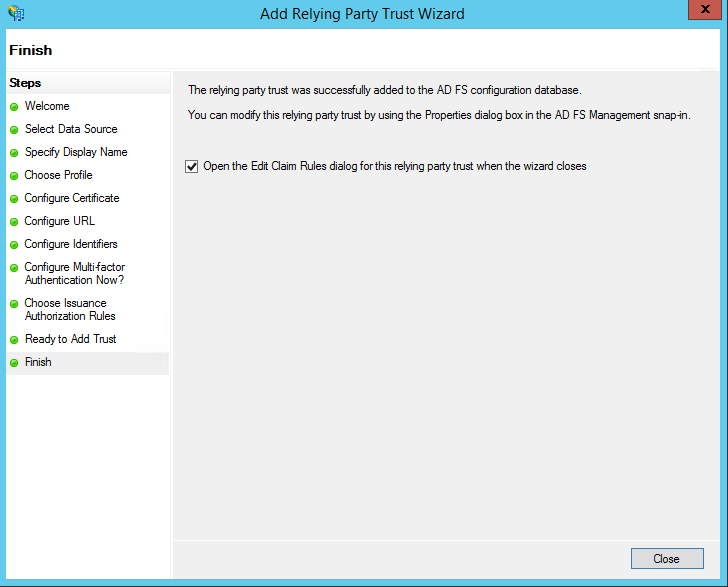 Add Relying Party Trust Wizard
X
Finish
Steps
Welcome
Select Data Source
Specify Display Name
Choose Profile
Configure Certificate
Configure URL
Configure Identifiers
Configure Multi-factor
Authentication Now?
Choose Issuance
Authorization Rules
Ready to Add Trust
Finish
The relying party trust was successfully added to the AD FS configuration database.
You can modify this relying party trust by using the Properties dialog box in the AD FS Management snap-in.
Open the Edit Claim Rules dialog for this relying party trust when the wizard closes
Close